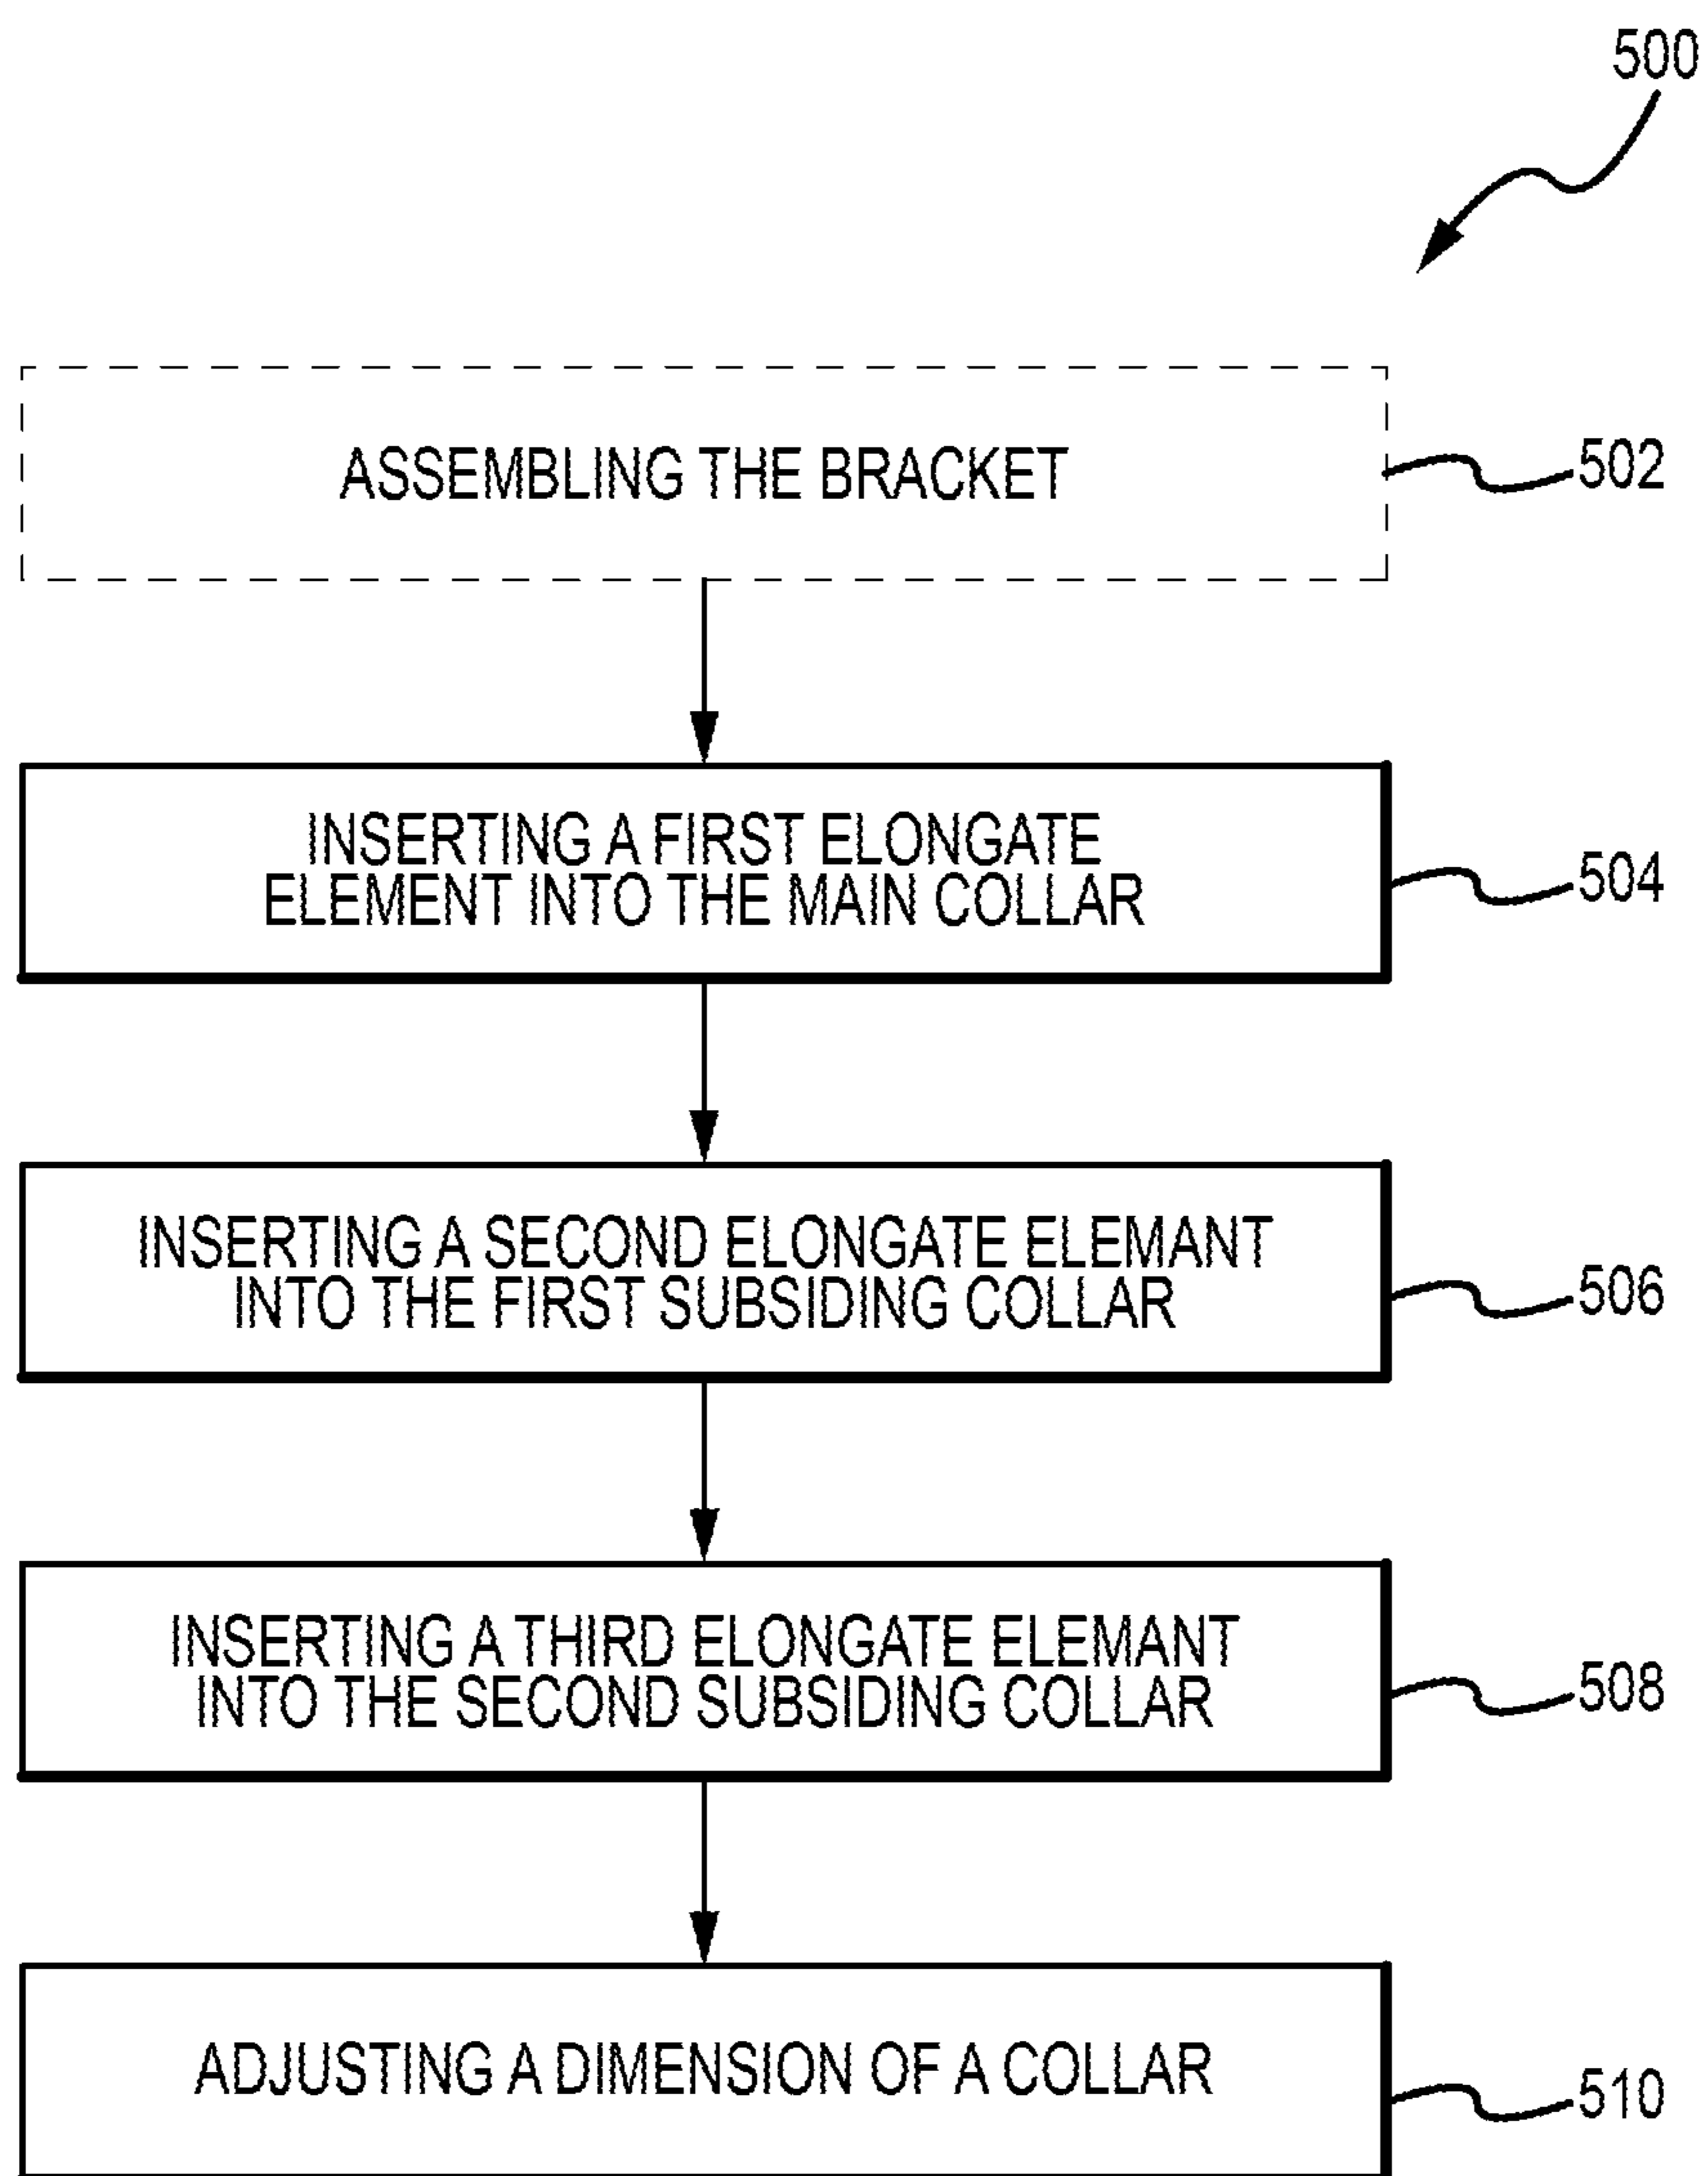 500
ASSEMBLING THE BRACKET
502
INSERTING A FIRST ELONGATE
ELEMENT INTO THE MAIN COLLAR
504
INSERTING A SECOND ELONGATE ELEMANT
INTO THE FIRST SUBSIDING COLLAR
506
INSERTING A THIRD ELONGATE ELEMANT
INTO THE SECOND SUBSIDING COLLAR
508
ADJUSTING A DIMENSION OF A COLLAR
510